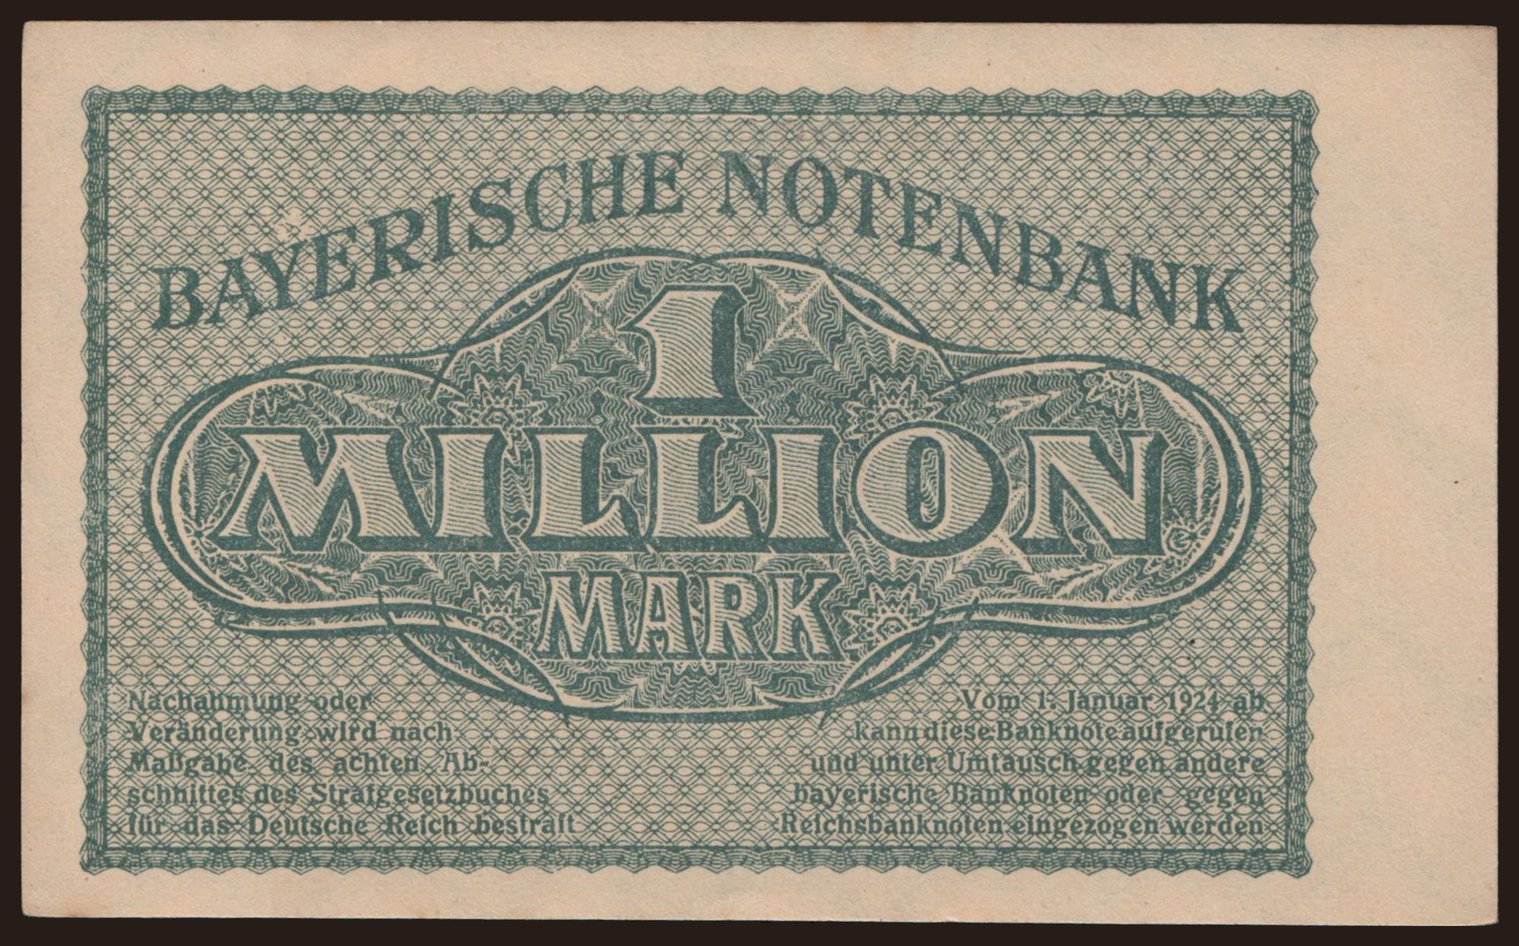 BAYERISCHE NOTENBANK
1
MILLION
MARK
Nachahmung oder
Veränderung wird nach
Maßgabe des achten Ab-
schnittes des Strafgesetzbuches
für das Deutsche Reich bestraft
Vom 1. Januar 1924 ab
kann diese Banknote aufgerufen
und unter Umtausch gegen andere
bayerische Banknoten oder gegen
Reichsbanknoten eingezogen werden